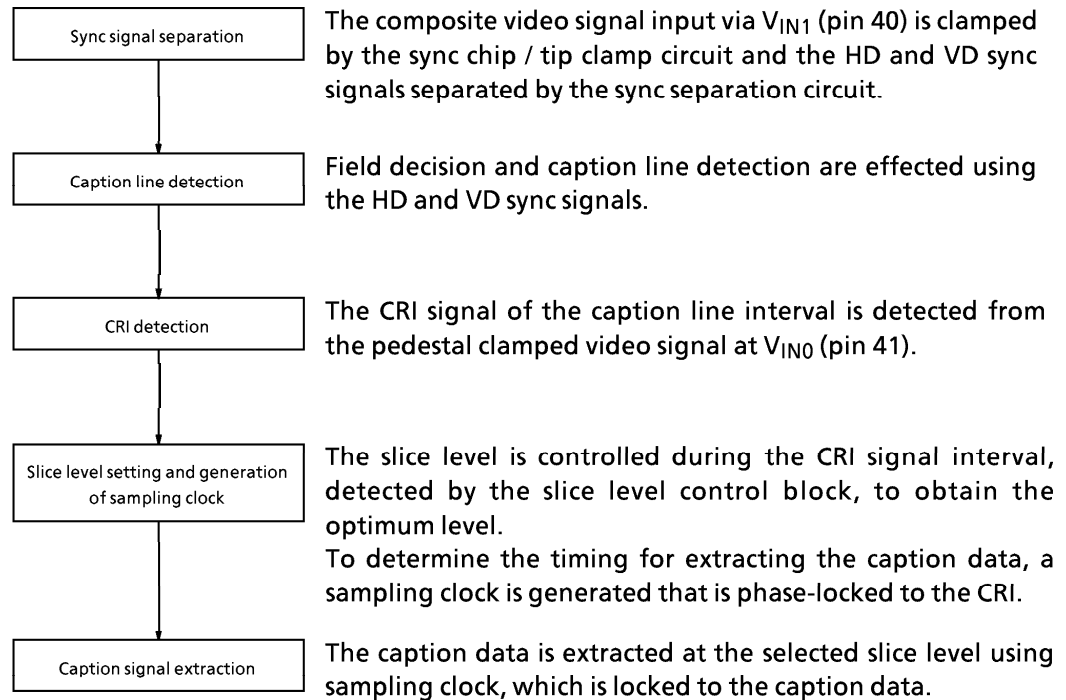 Sync signal separation
The composite video signal input via VIN1 (pin 40) is clamped
by the sync chip / tip clamp circuit and the HD and VD sync
signals separated by the sync separation circuit.
Caption line detection
Field decision and caption line detection are effected using
the HD and VD sync signals.
CRI detection
The CRI signal of the caption line interval is detected from
the pedestal clamped video signal at VIN0 (pin 41).
Slice level setting and generation
of sampling clock
The slice level is controlled during the CRI signal interval,
detected by the slice level control block, to obtain the
optimum level.
To determine the timing for extracting the caption data, a
sampling clock is generated that is phase-locked to the CRI.
Caption signal extraction
The caption data is extracted at the selected slice level using
sampling clock, which is locked to the caption data.